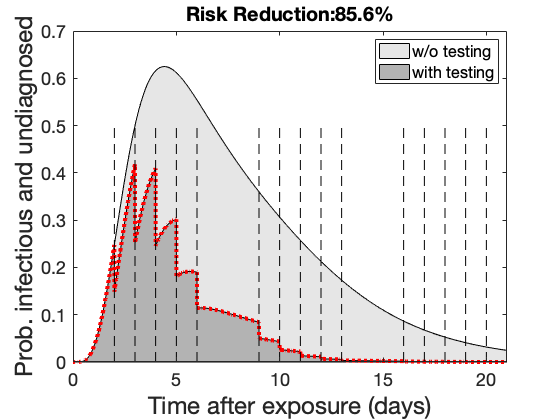 Risk Reduction:85.6%
Prob. infectious and undiagnosed
0.7
0.6
0.5
0.4
0.3
0.2
0.1
0
w/o testing
with testing
0 5 10 15 20
Time after exposure (days)